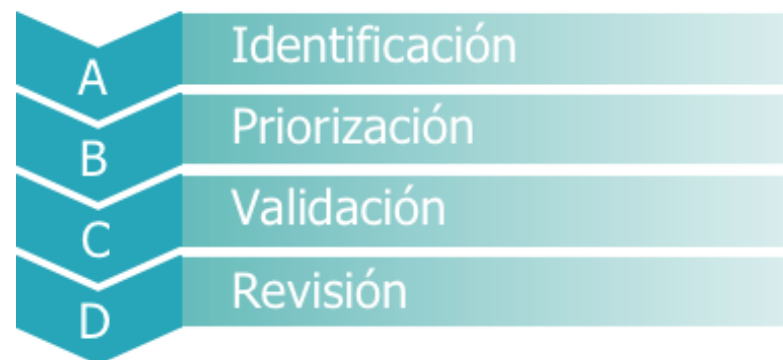 A Identificación
B Priorización
C Validación
D Revisión